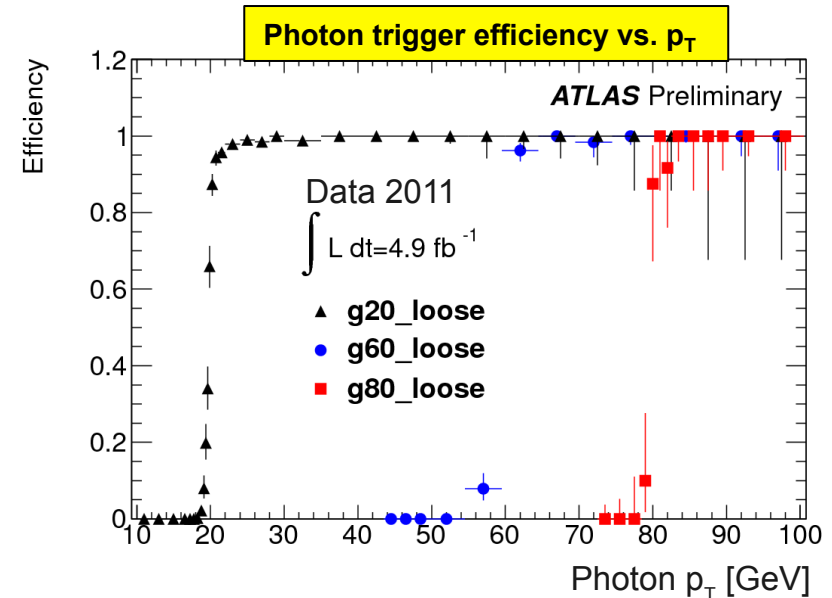 Photon trigger efficiency vs. pT
Efficiency
1.2
1
0.8
0.6
0.4
0.2
0
ATLAS Preliminary
Data 2011
∫ L dt=4.9 fb -1
g20_loose
g60_loose
g80_loose
10 20 30 40 50 60 70 80 90 100
Photon pT [GeV]